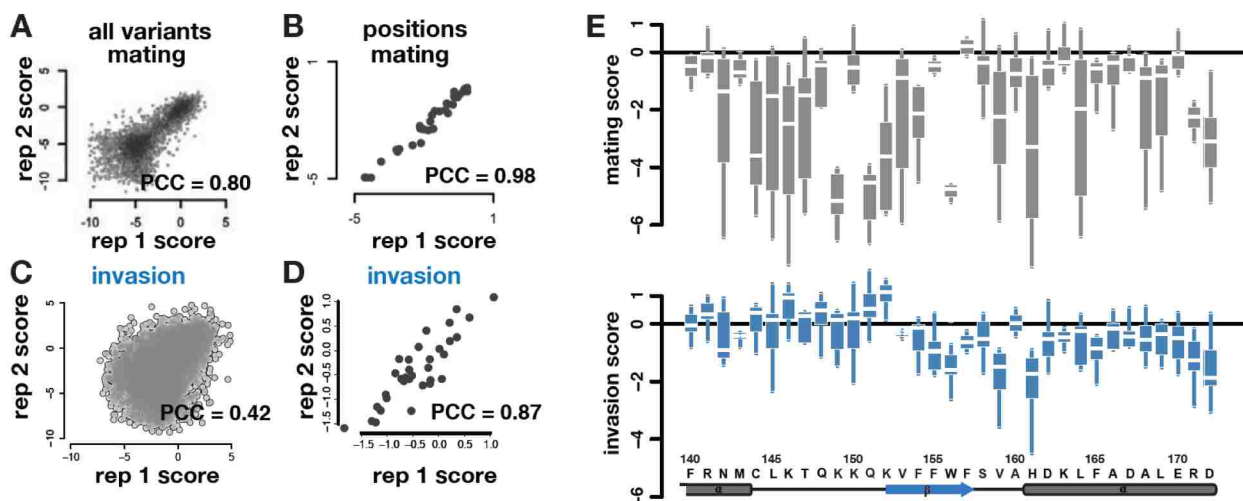 A
all variants
mating
rep 2 score
5
0
-5
-10
PCC = 0.80
-10 -5 0 5
rep 1 score
B
positions
mating
rep 2 score
1
-5
PCC = 0.98
-5 1
rep 1 score
C
invasion
rep 2 score
5
0
-5
-10
PCC = 0.42
-10 -5 0 5
rep 1 score
D
invasion
rep 2 score
1.0
0.5
0.0
-0.5
-1.0
-1.5
PCC = 0.87
-1.5 -1.0 -0.5 0.0 0.5 1.0
rep 1 score
E
mating score
1
0
-2
-4
-6
invasion score
1
0
-2
-4
-6
140 145 150 155 160 165 170
F R N M C L K T Q K K Q K V F F W F S V A H D K L F A D A L E R D
α β α